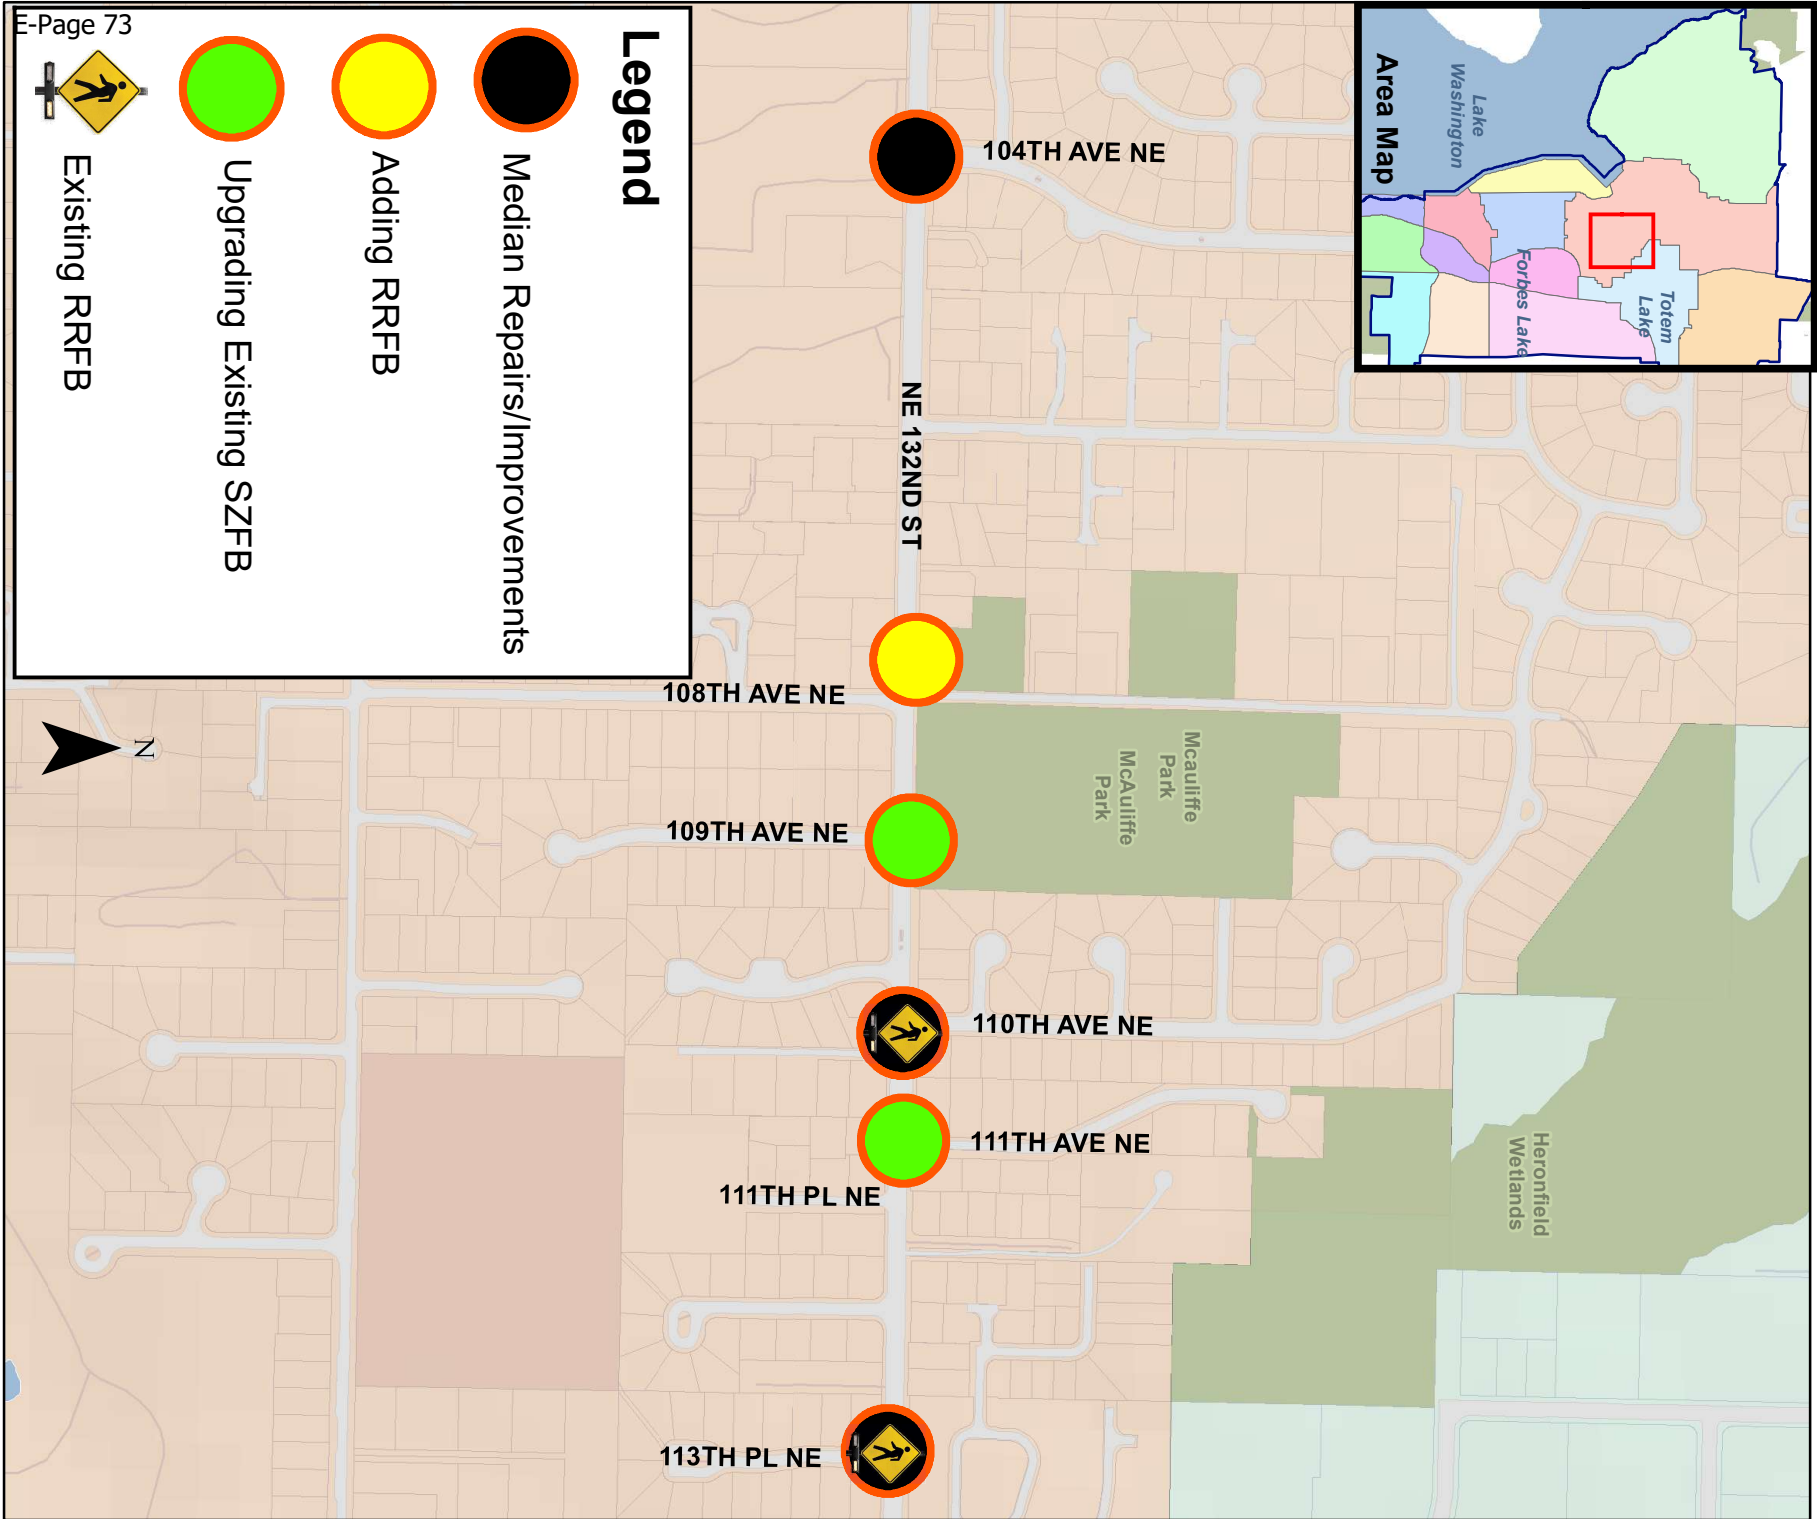 E-Page 73
Legend
Median Repairs/Improvements
Adding RRFB
Upgrading Existing SZFB
Existing RRFB
N
Area Map
Lake
Washington
Forbes Lake
Totem
Lake
104TH AVE NE
NE 132ND ST
108TH AVE NE
Mcauliffe
Park
McAuliffe
Park
109TH AVE NE
110TH AVE NE
111TH AVE NE
111TH PL NE
Heronfield
Wetlands
113TH PL NE